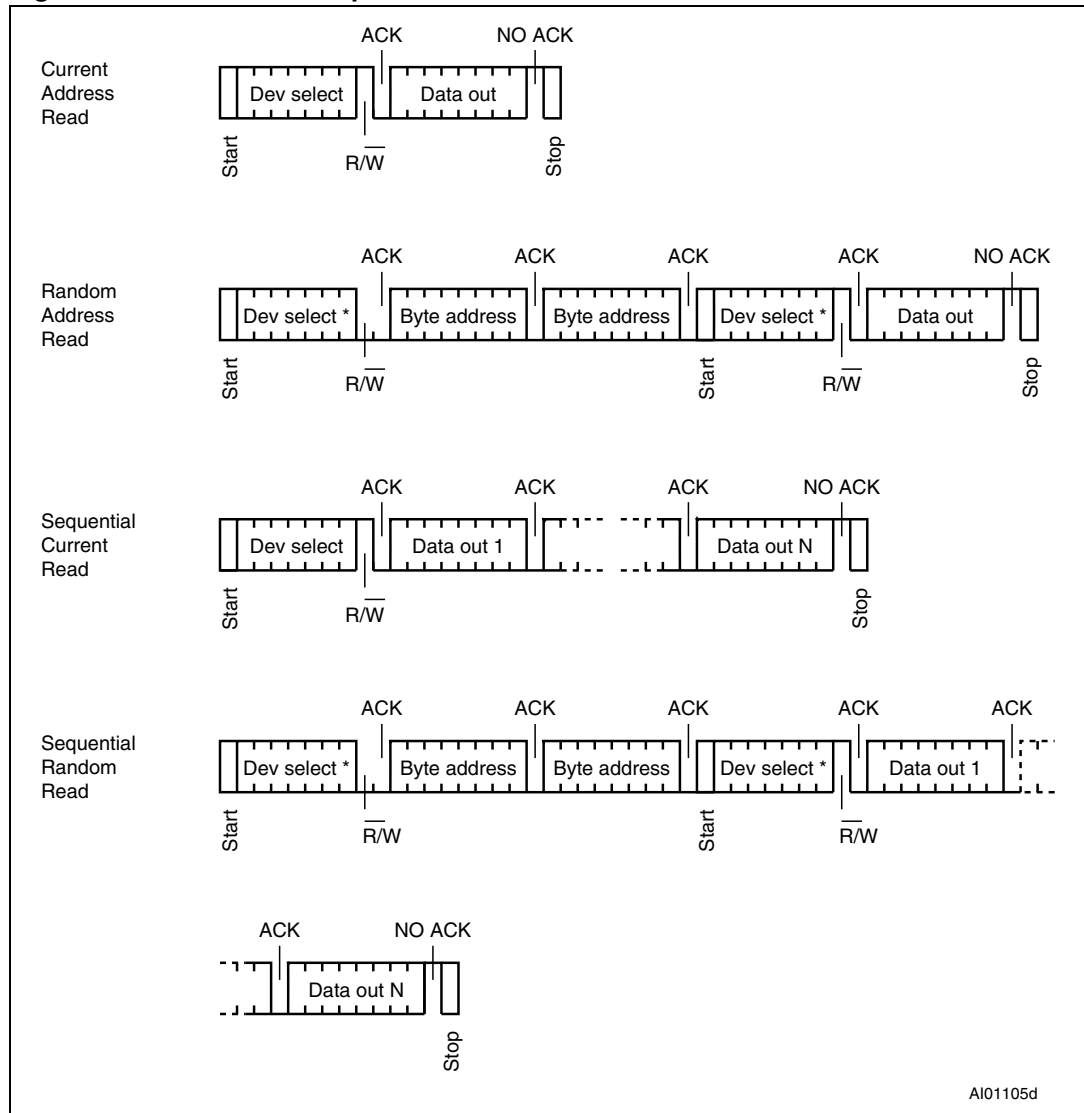 ACK NO ACK
Current
Address
Read
Dev select Data out
Start R/W Stop
ACK ACK ACK ACK NO ACK
Random
Address
Read
Dev select * Byte address Byte address Dev select * Data out
Start R/W Start R/W Stop
ACK ACK ACK NO ACK
Sequential
Current
Read
Dev select Data out 1 Data out N
Start R/W Stop
ACK ACK ACK ACK ACK
Sequential
Random
Read
Dev select * Byte address Byte address Dev select * Data out 1
Start R/W Start R/W
ACK NO ACK
Data out N
Stop
AI01105d